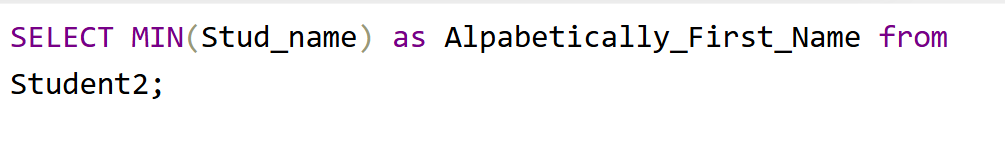 SELECT MIN(Stud_name) as Alpabetically_First_Name from
Student2;